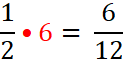 1/2 • 6 = 6/12